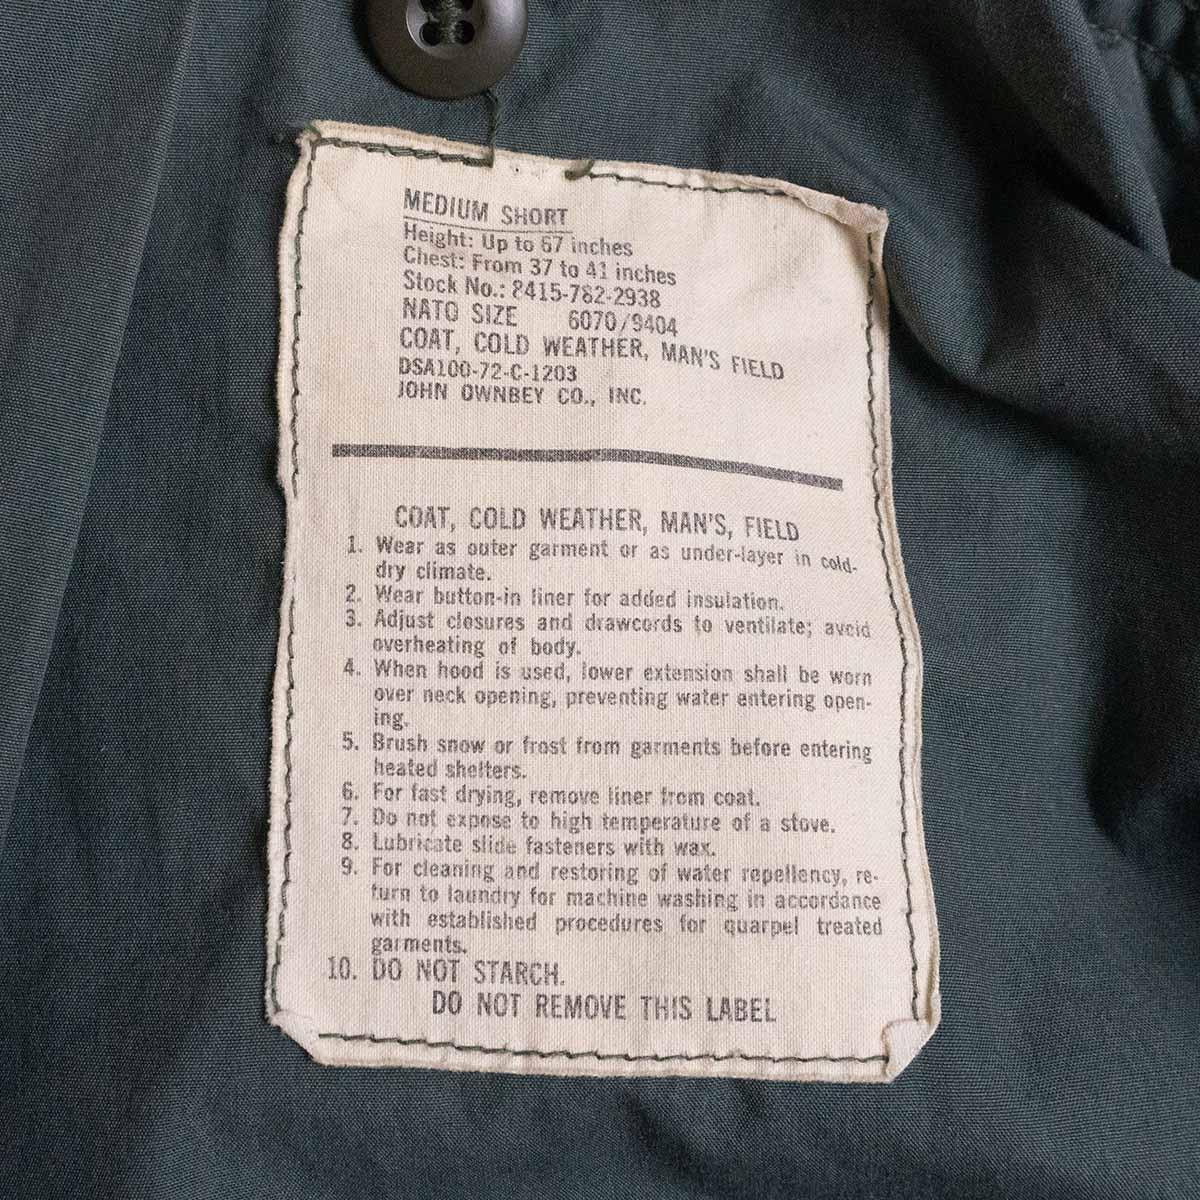 MEDIUM SHORT
Height: Up to 67 inches
Chest: From 37 to 41 inches
Stock No.: 8415-782-2938
NATO SIZE 6070/9404
COAT, COLD WEATHER, MAN'S FIELD
DSA100-72-C-1203
JOHN OWNBEY CO., INC.
COAT, COLD WEATHER, MAN'S, FIELD
1. Wear as outer garment or as under-layer in cold-
dry climate.
2. Wear button-in liner for added insulation.
3. Adjust closures and drawcords to ventilate; avoid
overheating of body.
4. When hood is used, lower extension shall be worn
over neck opening, preventing water entering open-
ing.
5. Brush snow or frost from garments before entering
heated shelters.
6. For fast drying, remove liner from coat.
7. Do not expose to high temperature of a stove.
8. Lubricate slide fasteners with wax.
9. For cleaning and restoring of water repellency, re-
turn to laundry for machine washing in accordance
with established procedures for quarpel treated
garments.
10. DO NOT STARCH.
DO NOT REMOVE THIS LABEL